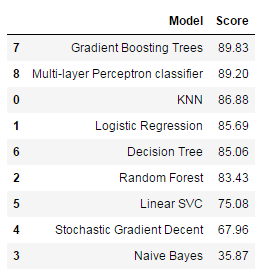 Model Score
7 Gradient Boosting Trees 89.83
8 Multi-layer Perceptron classifier 89.20
0 KNN 86.88
1 Logistic Regression 85.69
6 Decision Tree 85.06
2 Random Forest 83.43
5 Linear SVC 75.08
4 Stochastic Gradient Decent 67.96
3 Naive Bayes 35.87